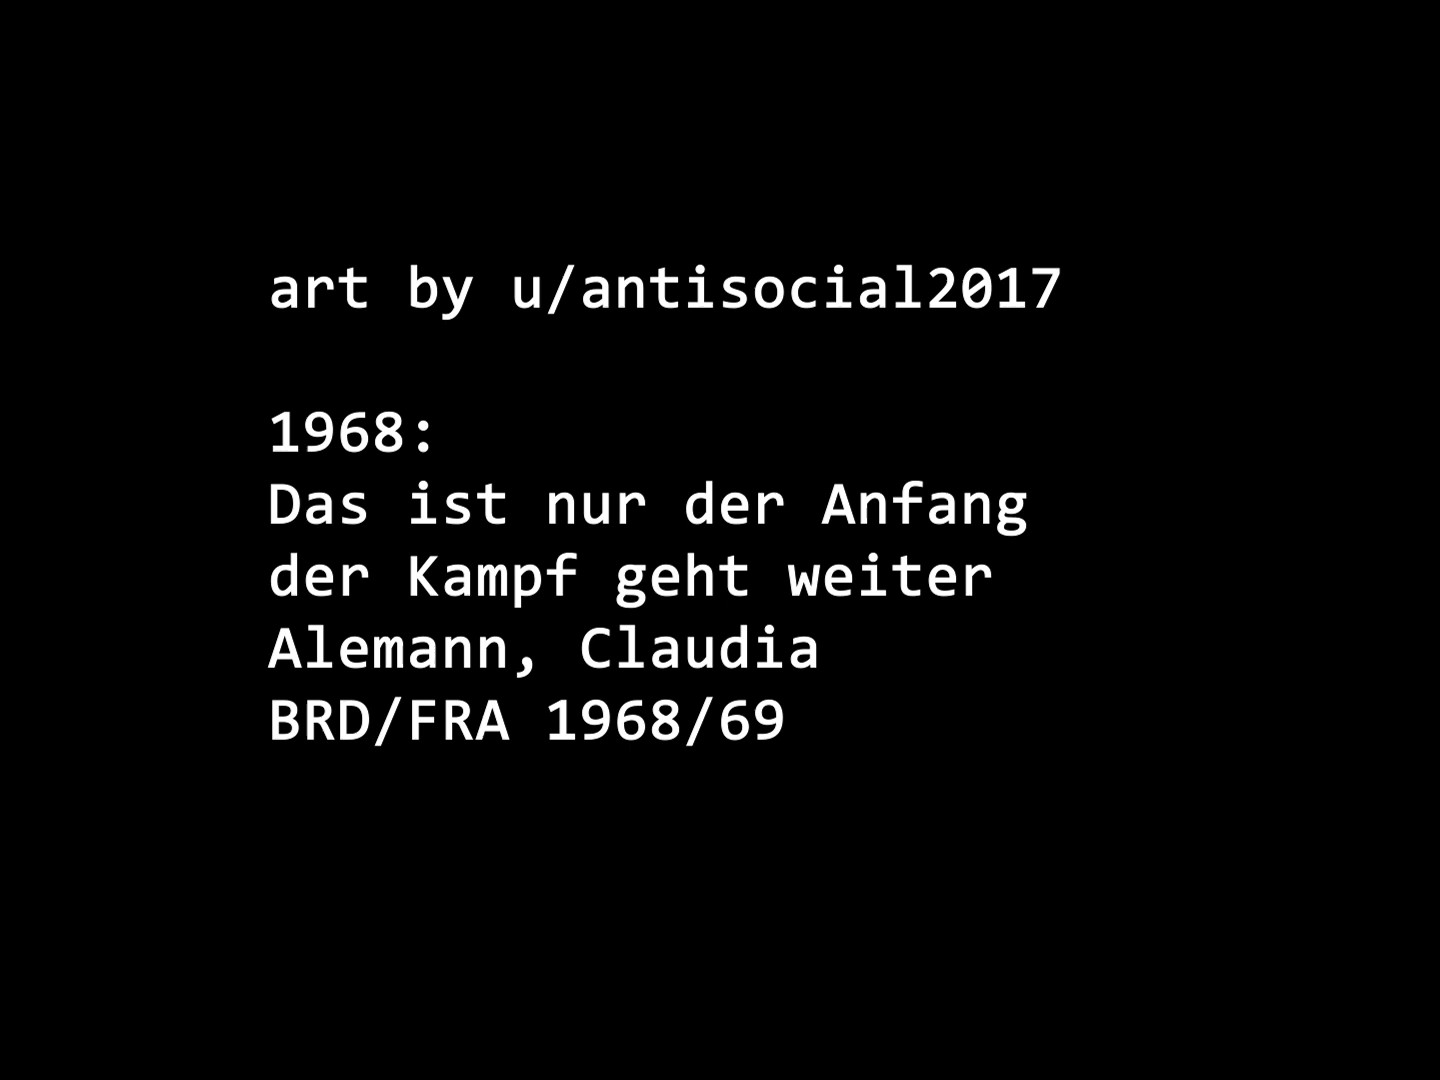 art by u/antisocial2017
1968:
Das ist nur der Anfang
der Kampf geht weiter
Alemann, Claudia
BRD/FRA 1968/69